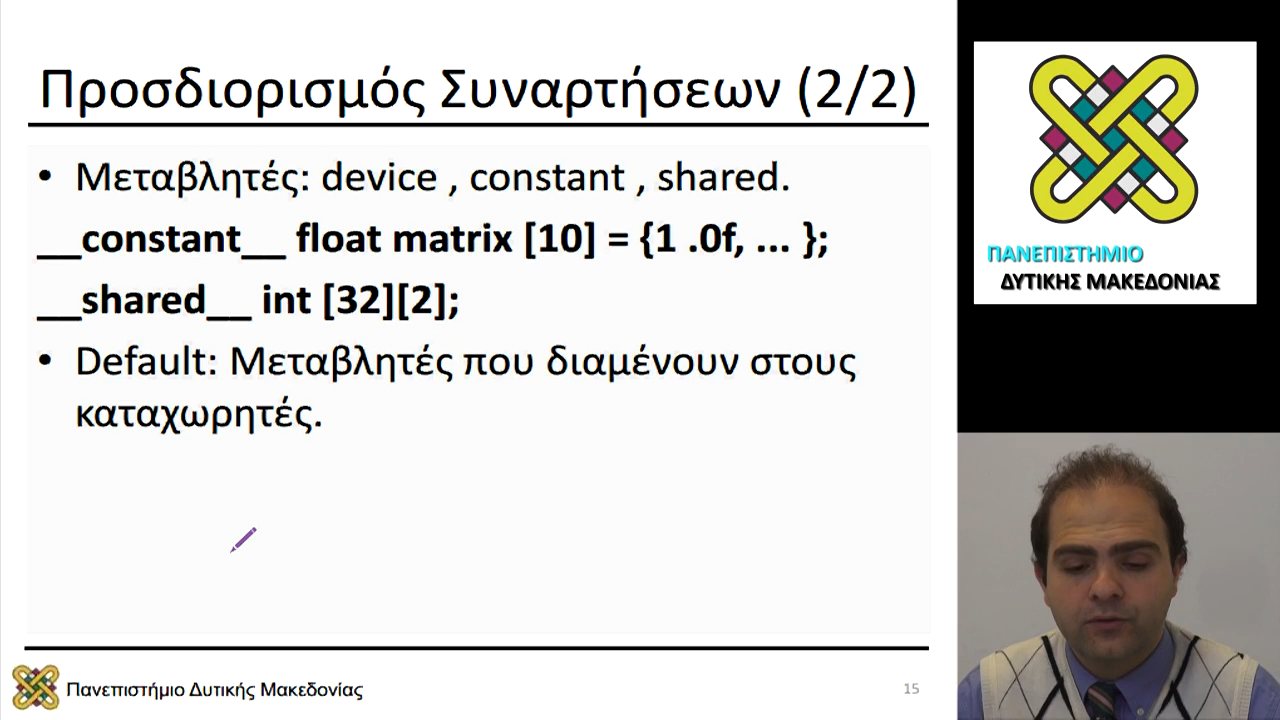 Προσδιορισμός Συναρτήσεων (2/2)
• Μεταβλητές: device , constant , shared.
__constant__ float matrix [10] = {1 .0f, ... };
__shared__ int [32][2];
• Default: Μεταβλητές που διαμένουν στους
καταχωρητές.
Πανεπιστήμιο Δυτικής Μακεδονίας
15
ΠΑΝΕΠΙΣΤΗΜΙΟ
ΔΥΤΙΚΗΣ ΜΑΚΕΔΟΝΙΑΣ